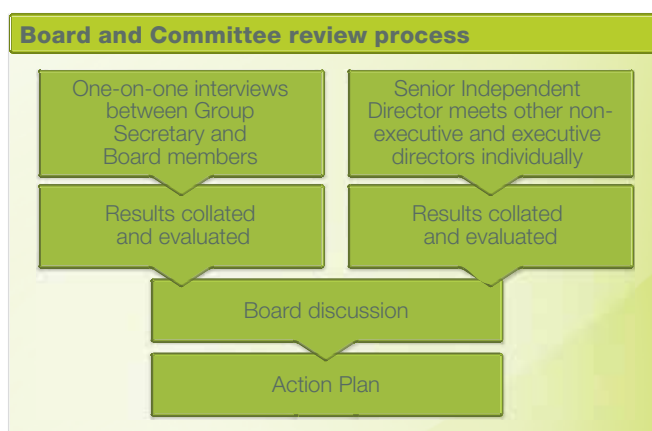 Board and Committee review process
One-on-one interviews
between Group
Secretary and
Board members
Senior Independent
Director meets other non-
executive and executive
directors individually
Results collated
and evaluated
Results collated
and evaluated
Board discussion
Action Plan